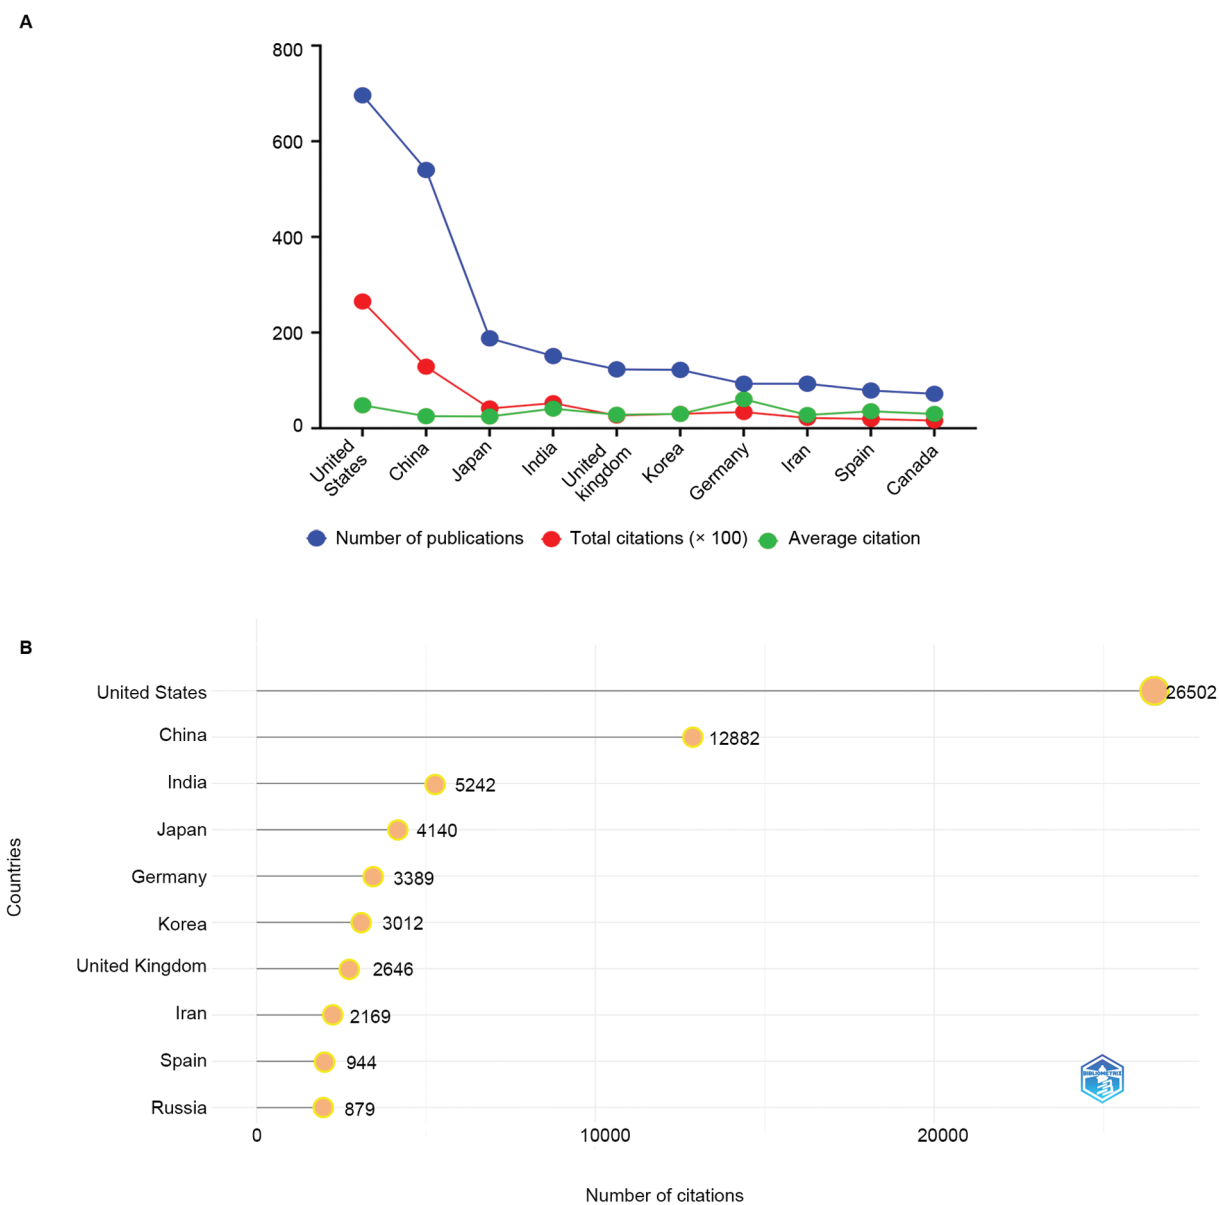 A
800
600
400
200
0
United
States
China
Japan
India
United
kingdom
Korea
Germany
Iran
Spain
Canada
Number of publications
Total citations (× 100)
Average citation
B
Countries
United States
26502
China
12882
India
5242
Japan
4140
Germany
3389
Korea
3012
United Kingdom
2646
Iran
2169
Spain
944
Russia
879
BIBLIOMETRIX
0
10000
20000
Number of citations